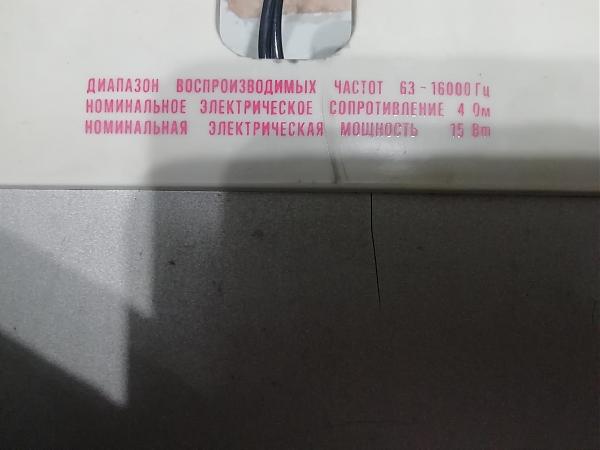 ДИАПАЗОН ВОСПРОИЗВОДИМЫХ ЧАСТОТ 63 - 16000 Гц
НОМИНАЛЬНОЕ ЭЛЕКТРИЧЕСКОЕ СОПРОТИВЛЕНИЕ 4 Ом
НОМИНАЛЬНАЯ ЭЛЕКТРИЧЕСКАЯ МОЩНОСТЬ 15 Вт